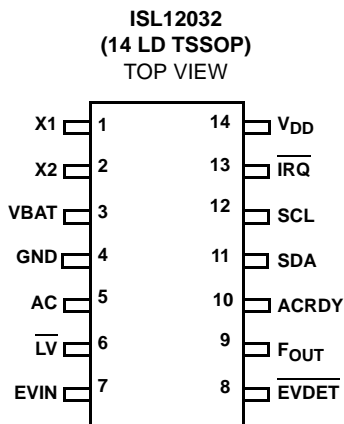 ISL12032
(14 LD TSSOP)
TOP VIEW
X1 1 14 VDD
X2 2 13 IRQ
VBAT 3 12 SCL
GND 4 11 SDA
AC 5 10 ACRDY
LV 6 9 FOUT
EVIN 7 8 EVDET